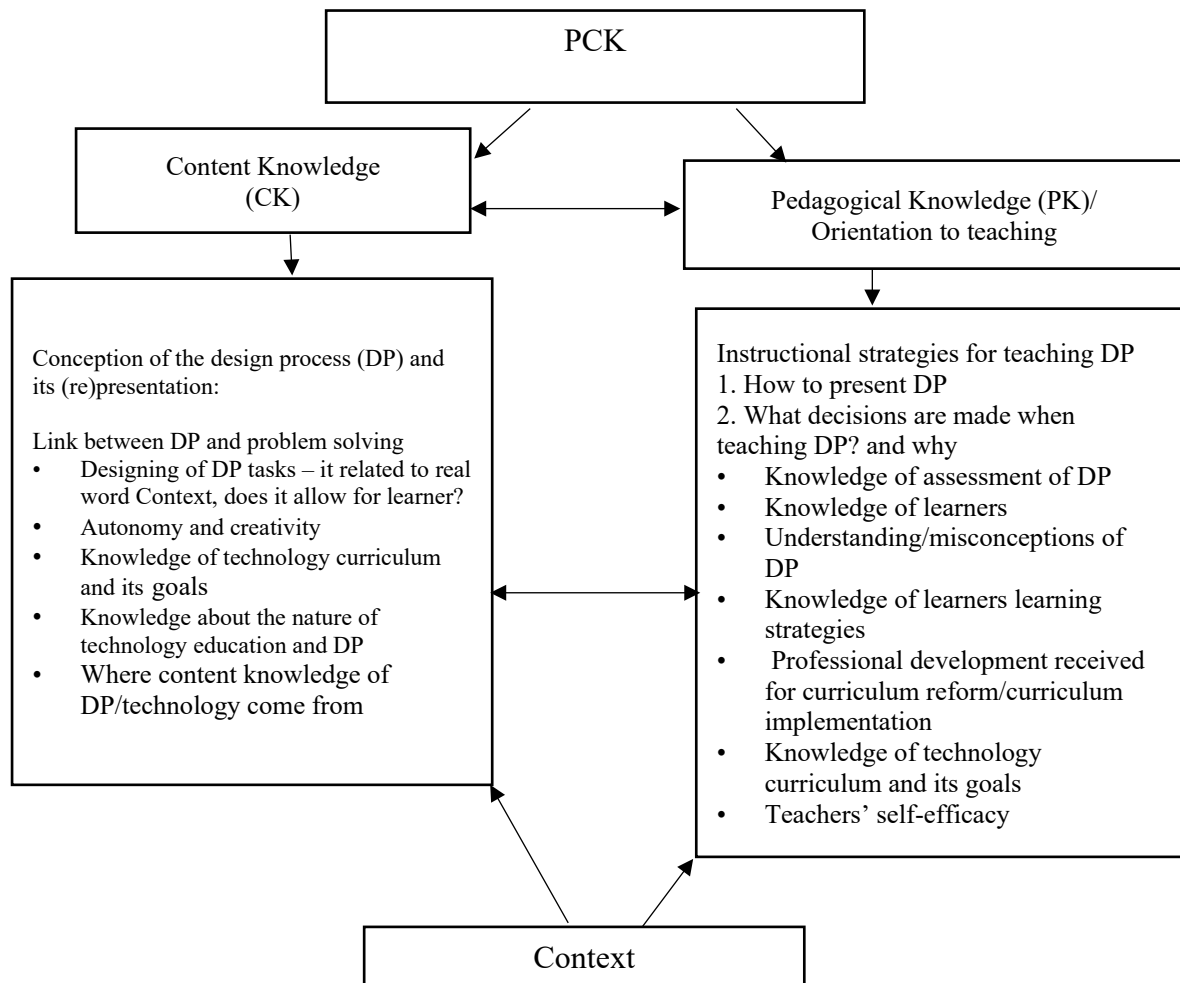 PCK
Content Knowledge
(CK)
Pedagogical Knowledge (PK)/
Orientation to teaching
Conception of the design process (DP) and
its (re)presentation:
Link between DP and problem solving
• Designing of DP tasks – it related to real
word Context, does it allow for learner?
• Autonomy and creativity
• Knowledge of technology curriculum
and its goals
• Knowledge about the nature of
technology education and DP
• Where content knowledge of
DP/technology come from
Instructional strategies for teaching DP
1. How to present DP
2. What decisions are made when
teaching DP? and why
• Knowledge of assessment of DP
• Knowledge of learners
• Understanding/misconceptions of
DP
• Knowledge of learners learning
strategies
• Professional development received
for curriculum reform/curriculum
implementation
• Knowledge of technology
curriculum and its goals
• Teachers’ self-efficacy
Context